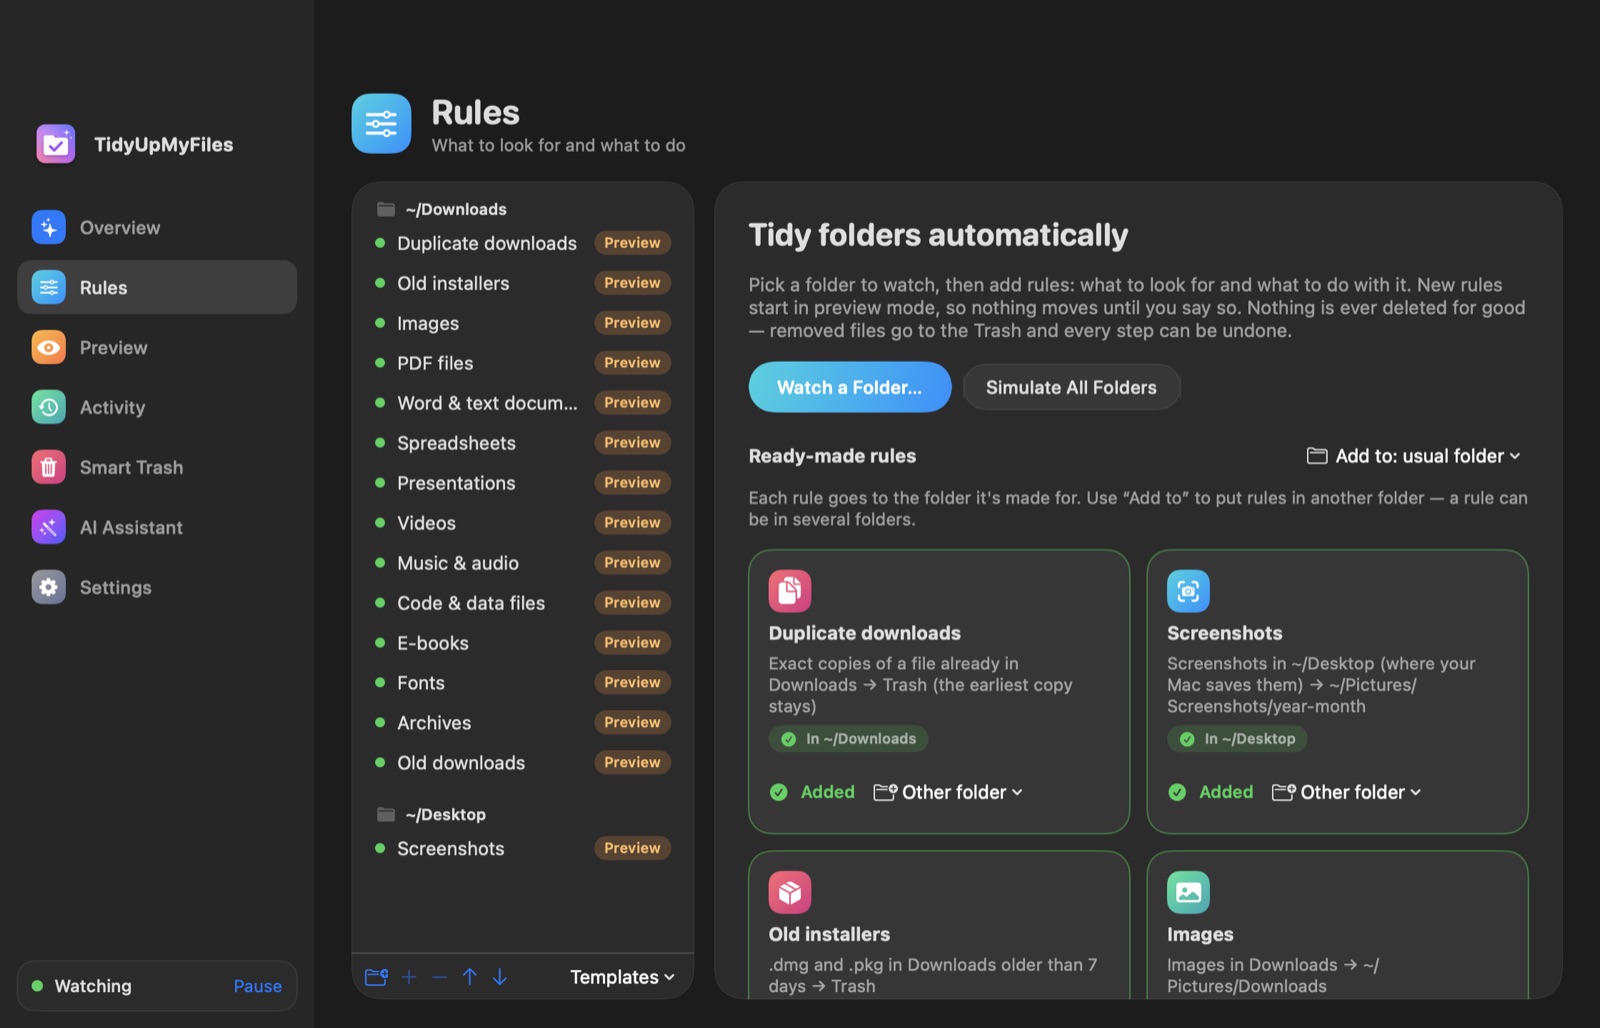 TidyUpMyFiles
Overview
Rules
Preview
Activity
Smart Trash
AI Assistant
Settings
Watching
Pause
Rules
What to look for and what to do
~/Downloads
Duplicate downloads Preview
Old installers Preview
Images Preview
PDF files Preview
Word & text docum... Preview
Spreadsheets Preview
Presentations Preview
Videos Preview
Music & audio Preview
Code & data files Preview
E-books Preview
Fonts Preview
Archives Preview
Old downloads Preview
~/Desktop
Screenshots Preview
Templates
Tidy folders automatically
Pick a folder to watch, then add rules: what to look for and what to do with it. New rules
start in preview mode, so nothing moves until you say so. Nothing is ever deleted for good
— removed files go to the Trash and every step can be undone.
Watch a Folder... Simulate All Folders
Ready-made rules
Add to: usual folder
Each rule goes to the folder it's made for. Use “Add to” to put rules in another folder — a rule can
be in several folders.
Duplicate downloads
Exact copies of a file already in
Downloads → Trash (the earliest copy
stays)
In ~/Downloads
Added Other folder
Screenshots
Screenshots in ~/Desktop (where your
Mac saves them) → ~/Pictures/
Screenshots/year-month
In ~/Desktop
Added Other folder
Old installers
.dmg and .pkg in Downloads older than 7
days → Trash
Images
Images in Downloads → ~/
Pictures/Downloads